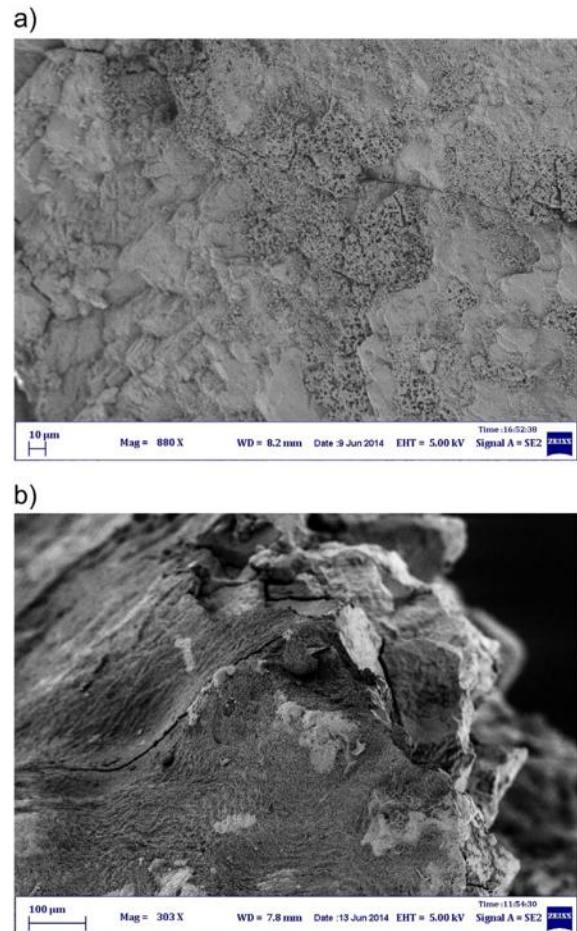 a)
Time :16:52:38
10 µm Mag = 880 X WD = 8.2 mm Date :9 Jun 2014 EHT = 5.00 kV Signal A = SE2 ZEISS
b)
Time :11:54:30
100 µm Mag = 303 X WD = 7.8 mm Date :13 Jun 2014 EHT = 5.00 kV Signal A = SE2 ZEISS